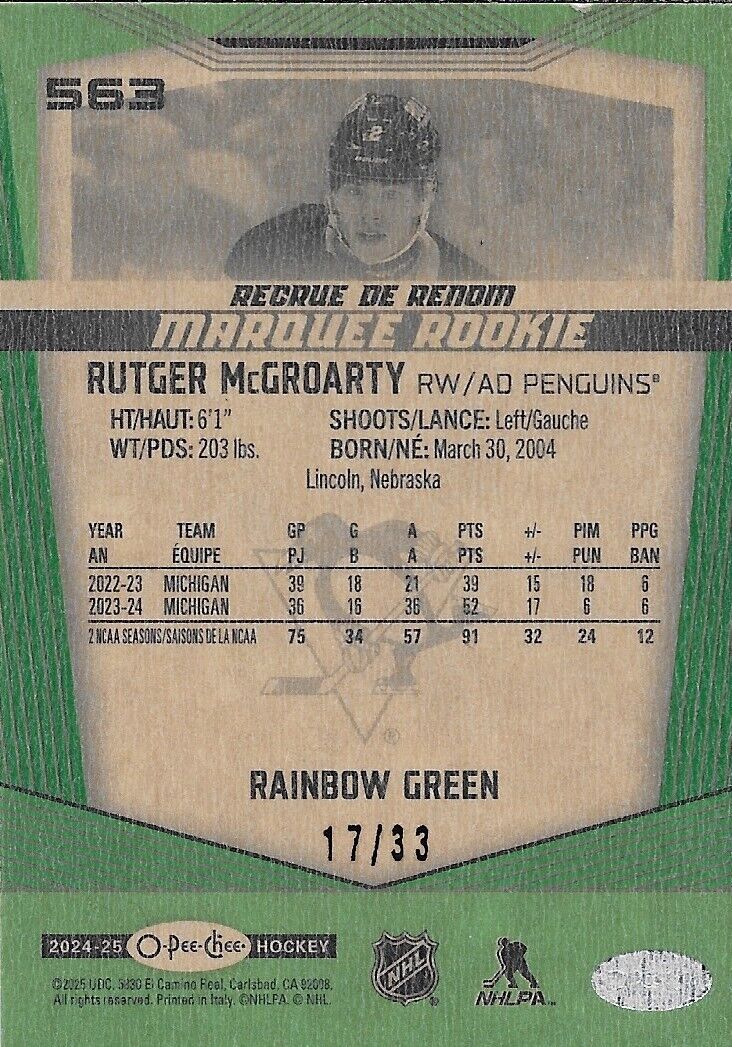 563
RECRUE DE RENOM
MARQUEE ROOKIE
RUTGER McGROARTY RW/AD PENGUINS®
HT/HAUT: 6'1" SHOOTS/LANCE: Left/Gauche
WT/PDS: 203 lbs. BORN/NÉ: March 30, 2004
Lincoln, Nebraska
YEAR TEAM GP G A PTS +/- PIM PPG
AN ÉQUIPE PJ B A PTS +/- PUN BAN
2022-23 MICHIGAN 39 18 21 39 15 18 6
2023-24 MICHIGAN 36 16 36 52 17 6 6
2 NCAA SEASONS/SAISONS DE LA NCAA 75 34 57 91 32 24 12
®
RAINBOW GREEN
17/33
2024-25 O-Pee-Chee® HOCKEY
NHL ®
NHLPA™
©2025 UDC. 5830 El Camino Real, Carlsbad, CA 92008.
All rights reserved. Printed in Italy. ©NHLPA. © NHL.